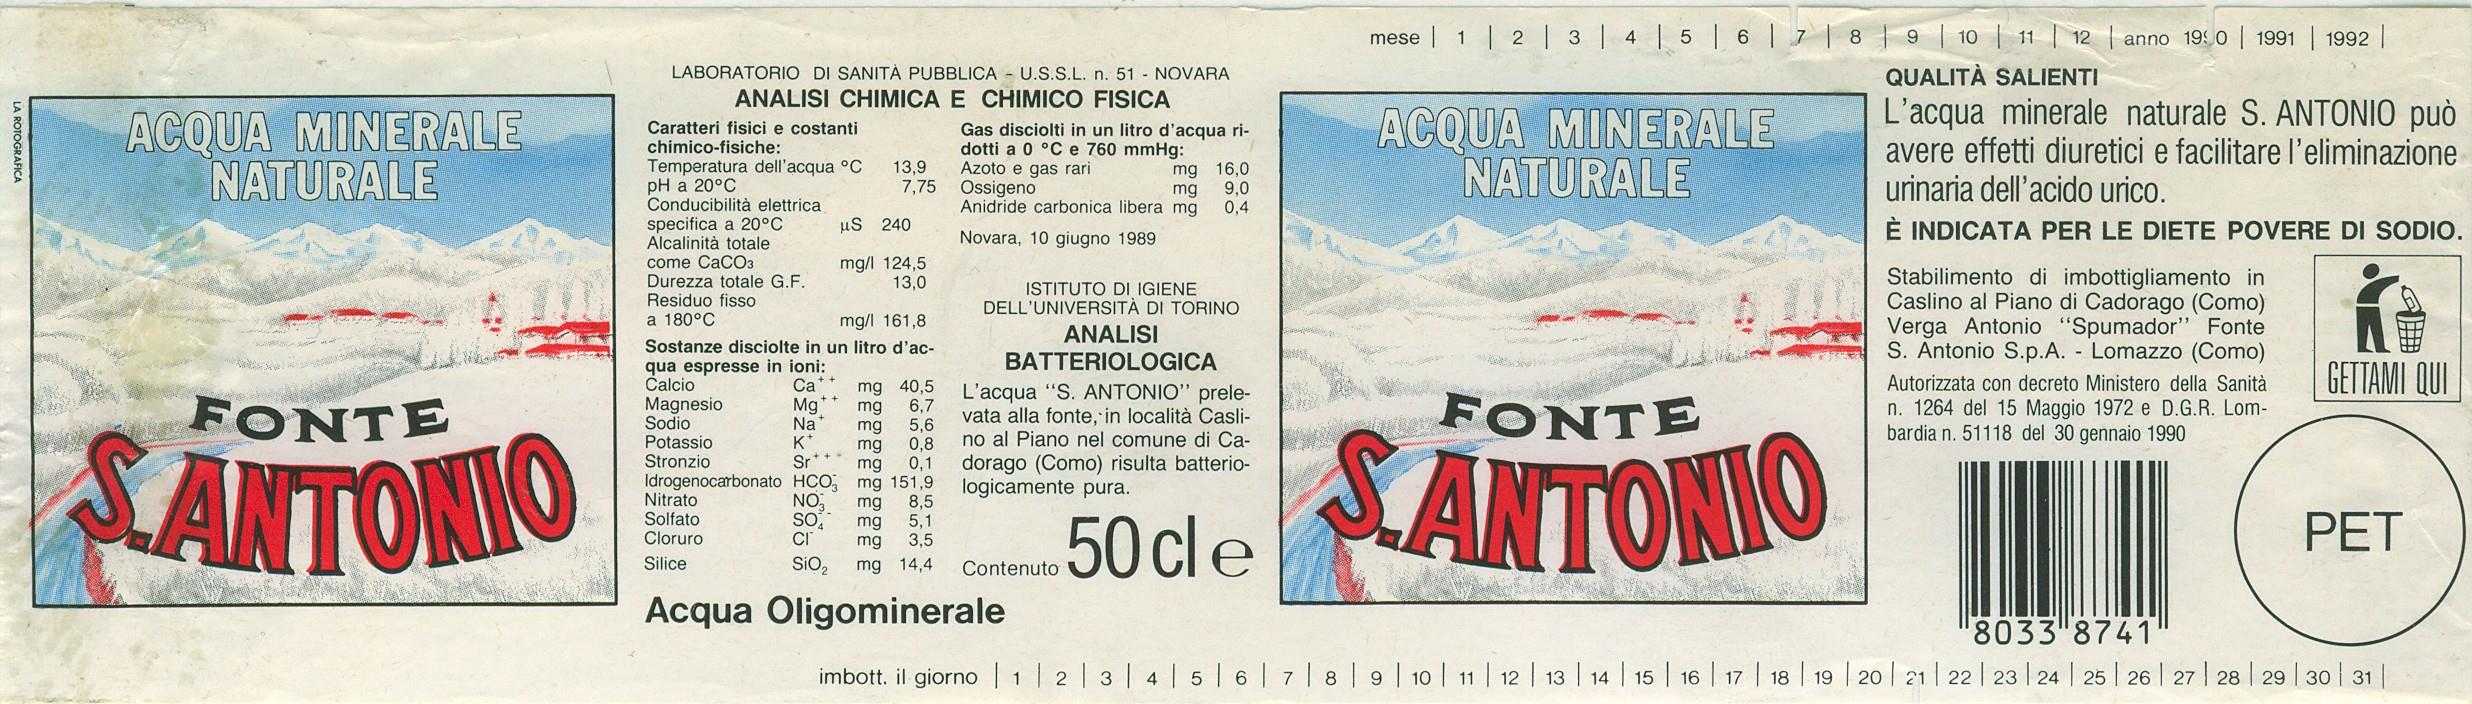 mese | 1 | 2 | 3 | 4 | 5 | 6 | 7 | 8 | 9 | 10 | 11 | 12 | anno 1990 | 1991 | 1992 |
LA ROTOGRAFICA
ACQUA MINERALE
NATURALE
FONTE
S. ANTONIO
LABORATORIO DI SANITÀ PUBBLICA - U.S.S.L. n. 51 - NOVARA
ANALISI CHIMICA E CHIMICO FISICA
Caratteri fisici e costanti
chimico-fisiche:
Temperatura dell'acqua °C 13,9
pH a 20°C 7,75
Conducibilità elettrica
specifica a 20°C µS 240
Alcalinità totale
come CaCO₃ mg/l 124,5
Durezza totale G.F. 13,0
Residuo fisso
a 180°C mg/l 161,8
Sostanze disciolte in un litro d'ac-
qua espresse in ioni:
Calcio Ca⁺⁺ mg 40,5
Magnesio Mg⁺⁺ mg 6,7
Sodio Na⁺ mg 5,6
Potassio K⁺ mg 0,8
Stronzio Sr⁺⁺⁺ mg 0,1
Idrogenocarbonato HCO₃⁻ mg 151,9
Nitrato NO₃⁻ mg 8,5
Solfato SO₄⁻⁻ mg 5,1
Cloruro Cl⁻ mg 3,5
Silice SiO₂ mg 14,4
Acqua Oligominerale
Gas disciolti in un litro d'acqua ri-
dotti a 0 °C e 760 mmHg:
Azoto e gas rari mg 16,0
Ossigeno mg 9,0
Anidride carbonica libera mg 0,4
Novara, 10 giugno 1989
ISTITUTO DI IGIENE
DELL'UNIVERSITÀ DI TORINO
ANALISI
BATTERIOLOGICA
L'acqua "S. ANTONIO" prele-
vata alla fonte, in località Casli-
no al Piano nel comune di Ca-
dorago (Como) risulta batterio-
logicamente pura.
Contenuto 50 cl e
ACQUA MINERALE
NATURALE
FONTE
S. ANTONIO
QUALITÀ SALIENTI
L'acqua minerale naturale S. ANTONIO può
avere effetti diuretici e facilitare l'eliminazione
urinaria dell'acido urico.
È INDICATA PER LE DIETE POVERE DI SODIO.
Stabilimento di imbottigliamento in
Caslino al Piano di Cadorago (Como)
Verga Antonio "Spumador" Fonte
S. Antonio S.p.A. - Lomazzo (Como)
Autorizzata con decreto Ministero della Sanità
n. 1264 del 15 Maggio 1972 e D.G.R. Lom-
bardia n. 51118 del 30 gennaio 1990
GETTAMI QUI
PET
8033 8741
imbott. il giorno | 1 | 2 | 3 | 4 | 5 | 6 | 7 | 8 | 9 | 10 | 11 | 12 | 13 | 14 | 15 | 16 | 17 | 18 | 19 | 20 | 21 | 22 | 23 | 24 | 25 | 26 | 27 | 28 | 29 | 30 | 31 |